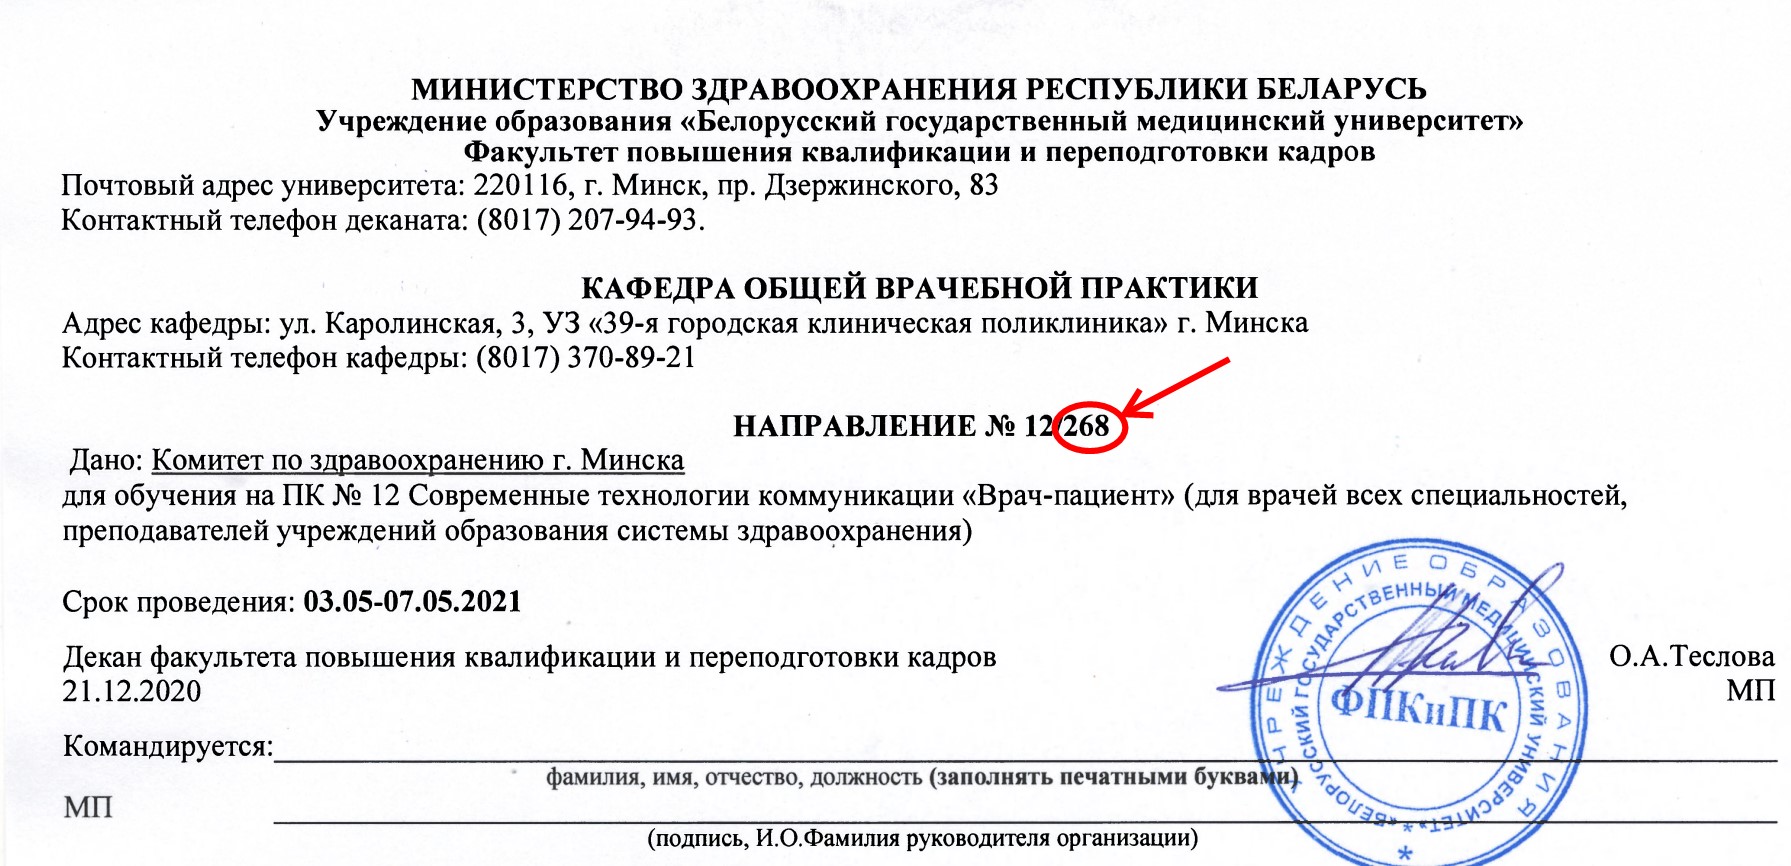 МИНИСТЕРСТВО ЗДРАВООХРАНЕНИЯ РЕСПУБЛИКИ БЕЛАРУСЬ
Учреждение образования «Белорусский государственный медицинский университет»
Факультет повышения квалификации и переподготовки кадров
Почтовый адрес университета: 220116, г. Минск, пр. Дзержинского, 83
Контактный телефон деканата: (8017) 207-94-93.
КАФЕДРА ОБЩЕЙ ВРАЧЕБНОЙ ПРАКТИКИ
Адрес кафедры: ул. Каролинская, 3, УЗ «39-я городская клиническая поликлиника» г. Минска
Контактный телефон кафедры: (8017) 370-89-21
НАПРАВЛЕНИЕ № 12/268
Дано: Комитет по здравоохранению г. Минска
для обучения на ПК № 12 Современные технологии коммуникации «Врач-пациент» (для врачей всех специальностей,
преподавателей учреждений образования системы здравоохранения)
Срок проведения: 03.05-07.05.2021
Декан факультета повышения квалификации и переподготовки кадров О.А.Теслова
21.12.2020 МП
Командируется:
фамилия, имя, отчество, должность (заполнять печатными буквами)
МП
(подпись, И.О.Фамилия руководителя организации)
УЧРЕЖДЕНИЕ ОБРАЗОВАНИЯ
«БЕЛОРУССКИЙ ГОСУДАРСТВЕННЫЙ МЕДИЦИНСКИЙ УНИВЕРСИТЕТ»
ФПКиПК